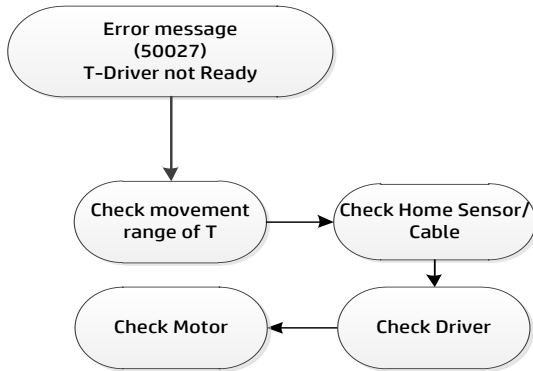 Error message
(50027)
T-Driver not Ready
Check movement
range of T
Check Home Sensor/
Cable
Check Driver
Check Motor